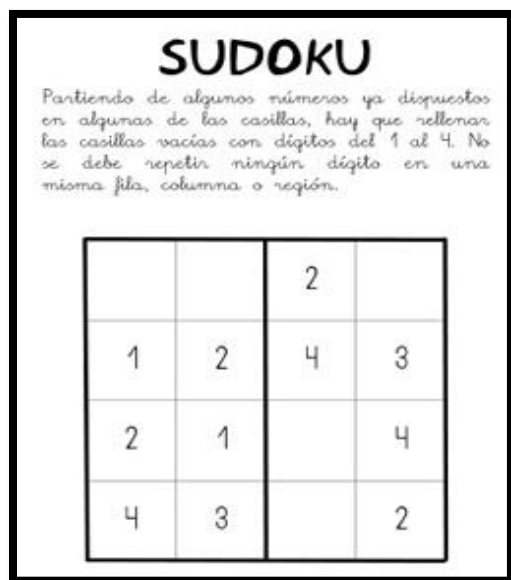 SUDOKU
Partiendo de algunos números ya dispuestos
en algunas de las casillas, hay que rellenar
las casillas vacías con dígitos del 1 al 4. No
se debe repetir ningún dígito en una
misma fila, columna o región.
2
1 2 4 3
2 1 4
4 3 2